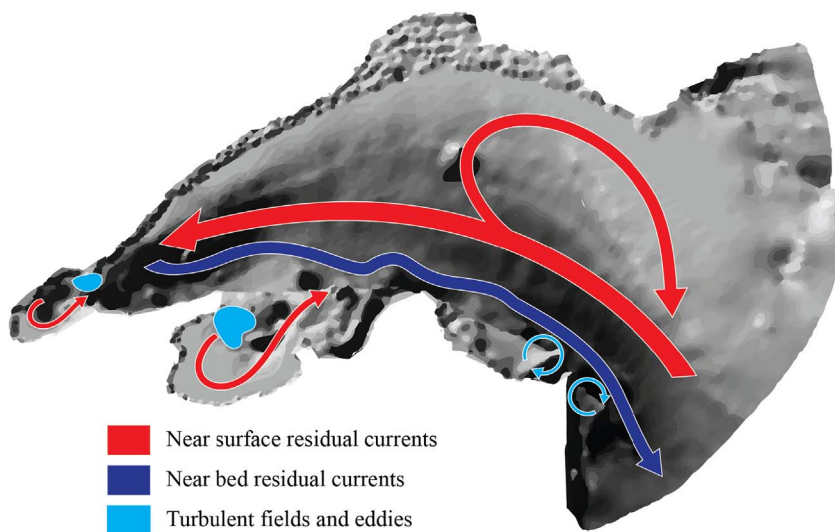 Near surface residual currents
Near bed residual currents
Turbulent fields and eddies